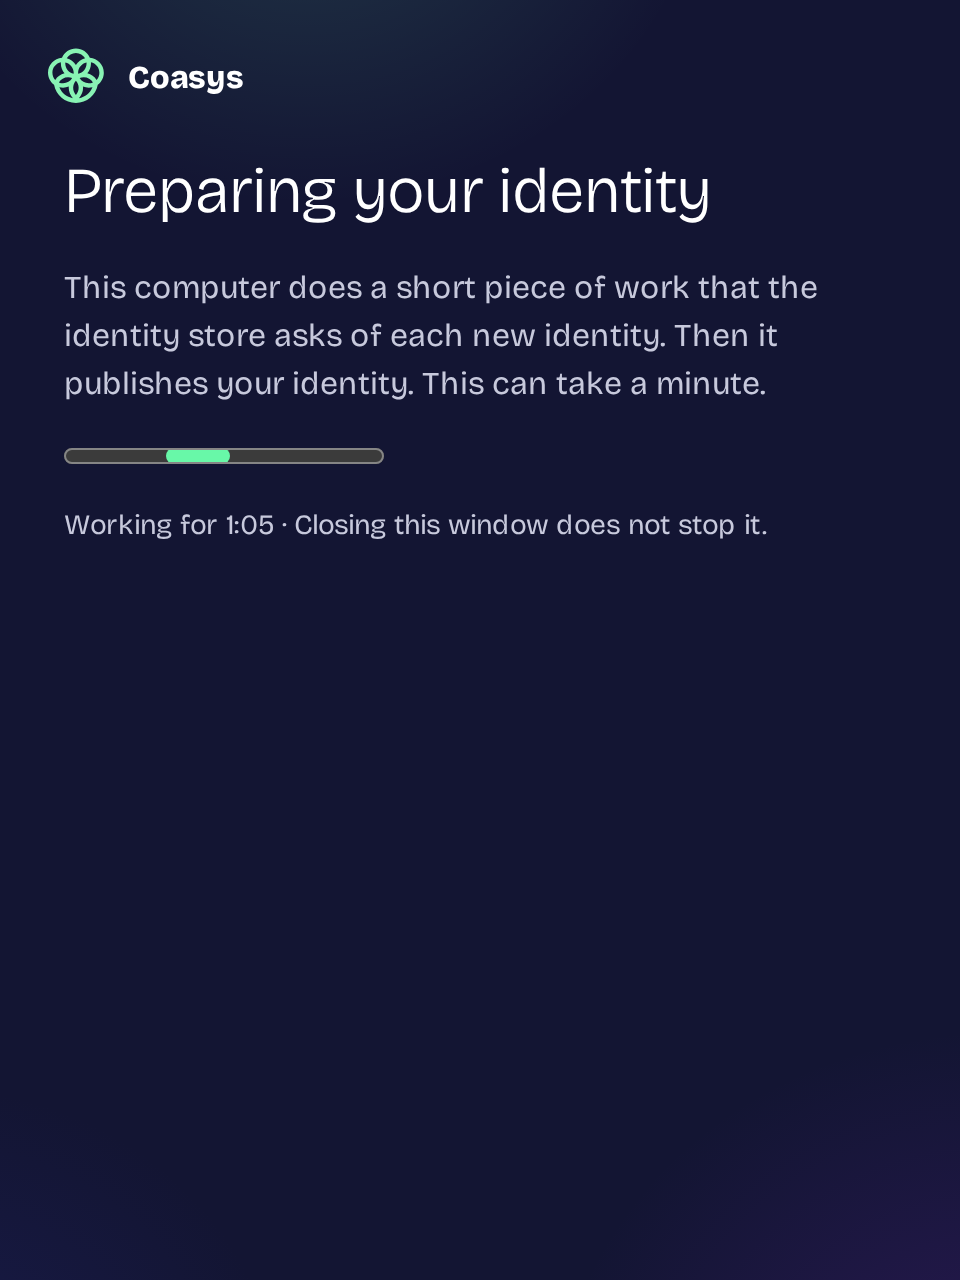 Coasys
Preparing your identity
This computer does a short piece of work that the
identity store asks of each new identity. Then it
publishes your identity. This can take a minute.
Working for 1:05 · Closing this window does not stop it.